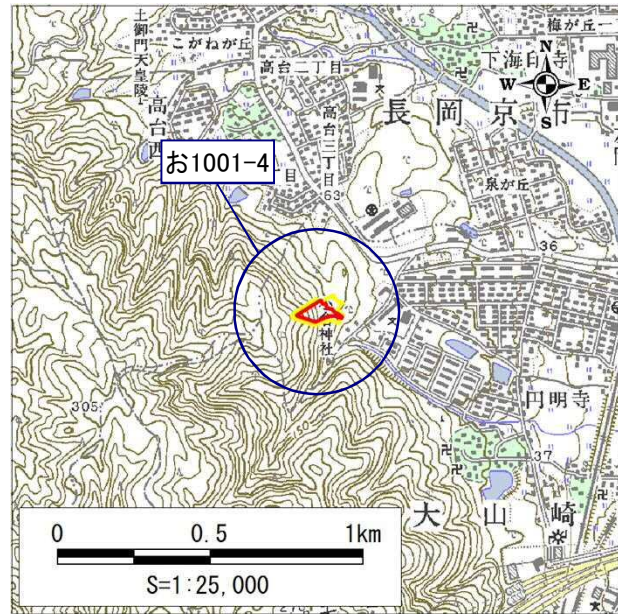 土御門天皇陵
こがねが丘
梅が丘一
下海印寺
N
W
E
S
高台二丁目
高台西
高台三丁目
長岡京市
お1001-4
丁目
63
泉が丘
36
神社
305
円明寺
37
大山崎
0 0.5 1km
S=1:25,000